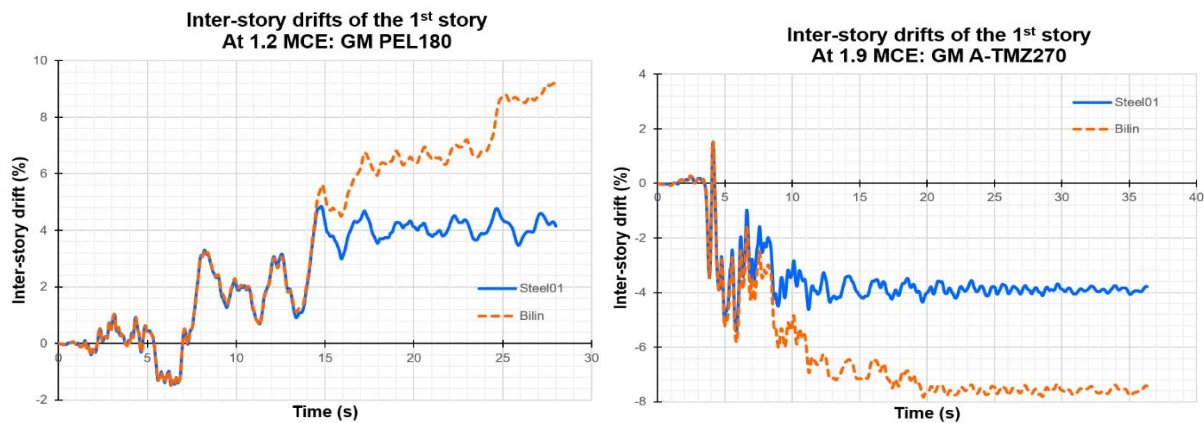 Inter-story drifts of the 1st story
At 1.2 MCE: GM PEL180
Inter-story drift (%)
10
8
6
4
2
0
-2
0
5
10
15
20
25
30
Steel01
Bilin
Time (s)
Inter-story drifts of the 1st story
At 1.9 MCE: GM A-TMZ270
Inter-story drift (%)
4
2
0
-2
-4
-6
-8
0
5
10
15
20
25
30
35
40
Steel01
Bilin
Time (s)